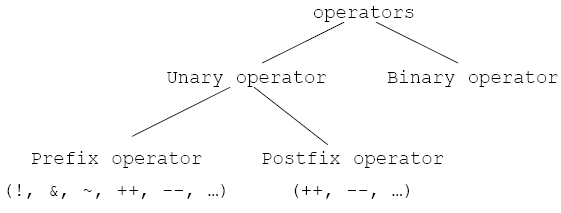 operators
Unary operator Binary operator
Prefix operator Postfix operator
(!, &, ~, ++, --, …) (++, --, …)